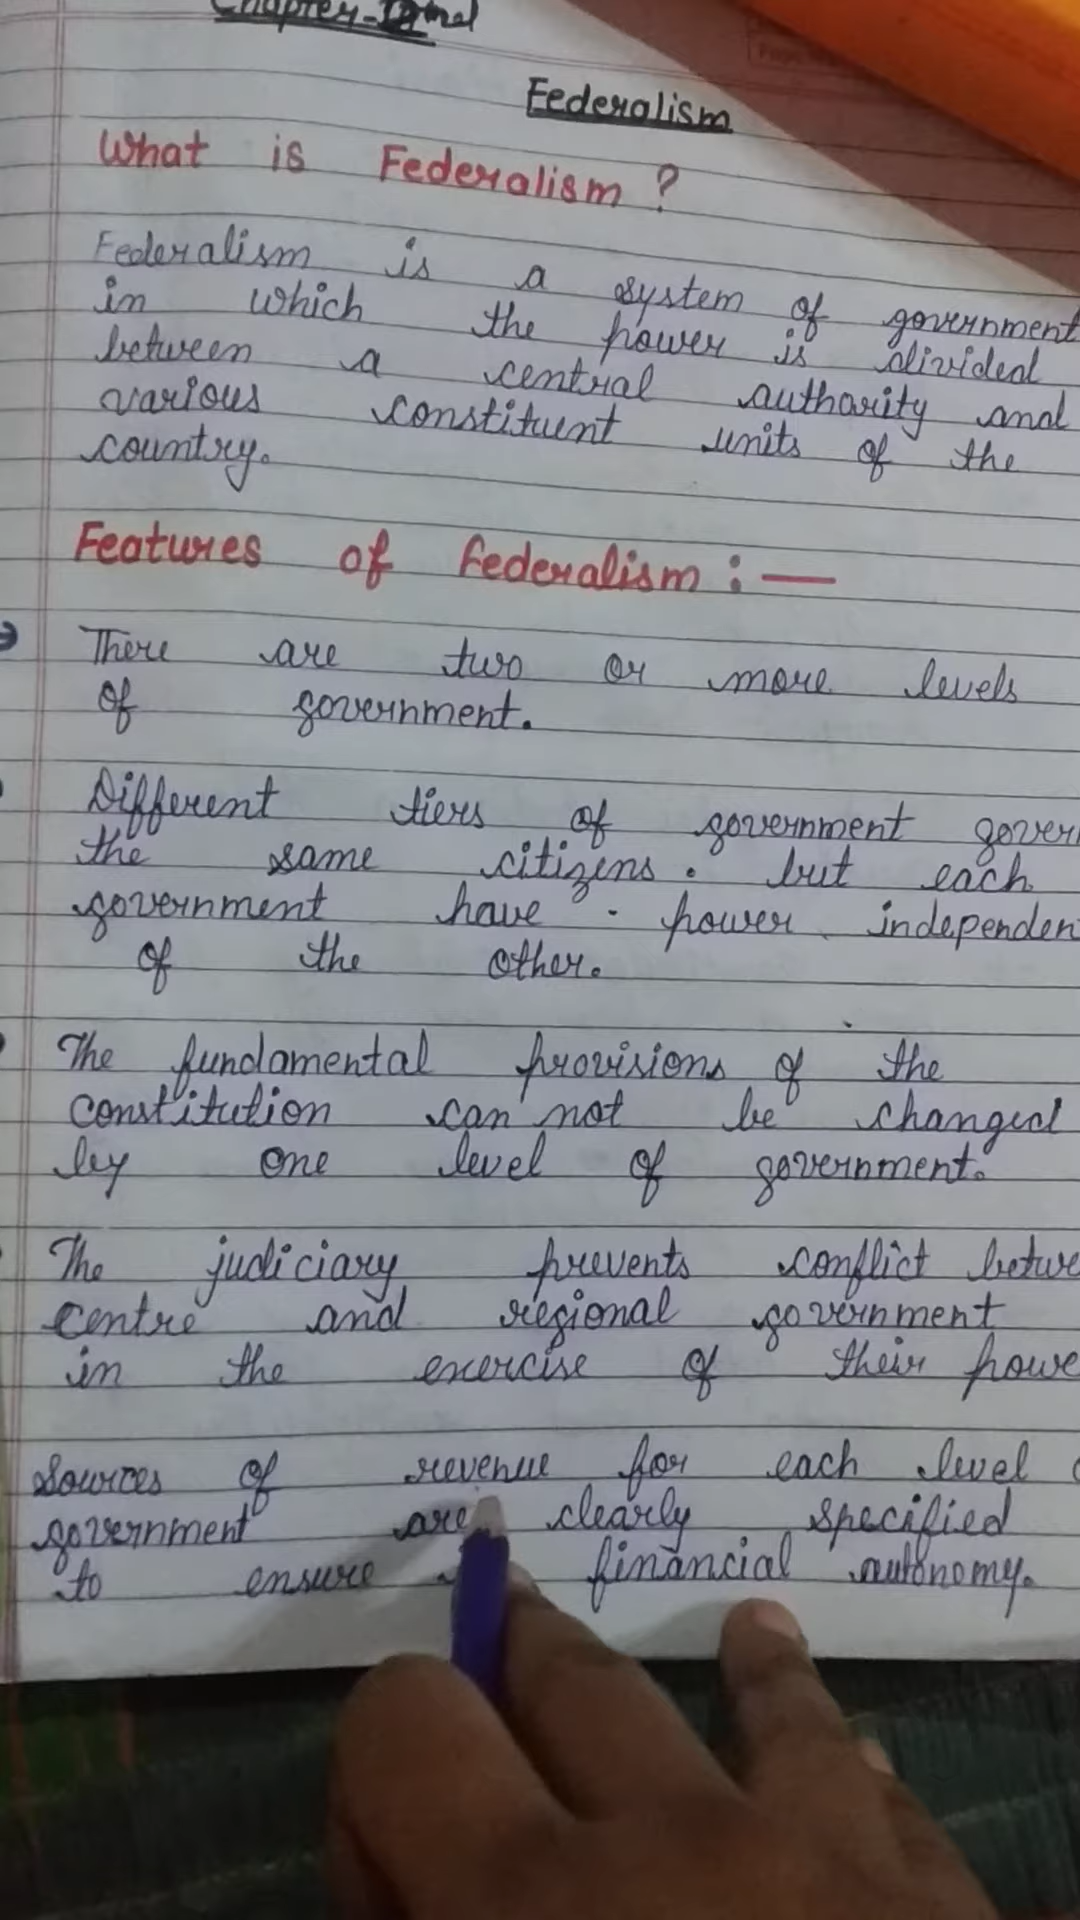 Federalism
What is Federalism ?
Federalism is a system of government
in which the power is divided
between a central autharity and
various constituent units of the
country.
Features of Federalism : —
There are two or more levels
of government.
Different tiers of government gover
the same citizens. but each
government have power independen
of the other.
The fundamental provisions of the
constitution can not be changed
by one level of government.
The judiciary prevents conflict betwe
centre and regional government
in the exercise of their powe
Sources of revenue for each level
government are clearly specified
to ensure financial autonomy.